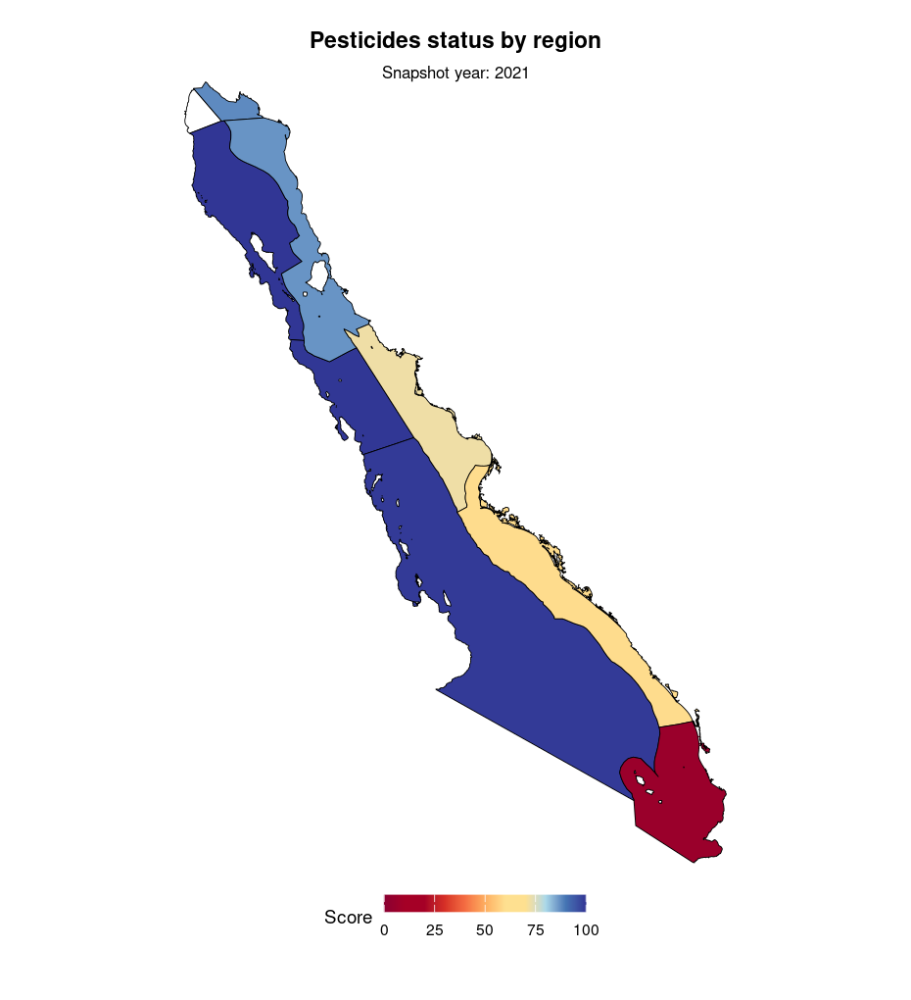 Pesticides status by region
Snapshot year: 2021
Score
0 25 50 75 100